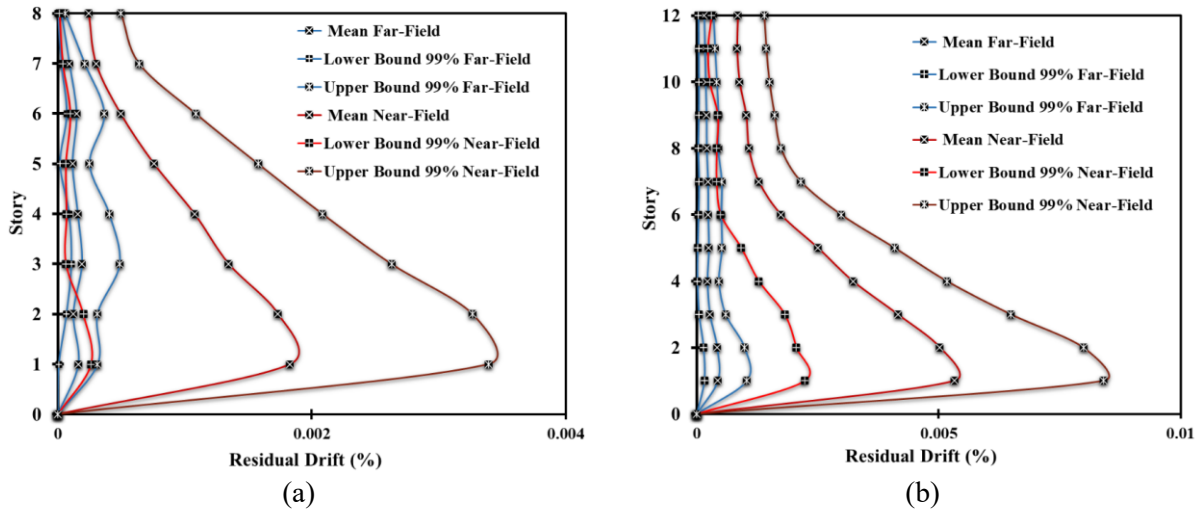 8
7
6
5
4
3
2
1
0
Story
Mean Far-Field
Lower Bound 99% Far-Field
Upper Bound 99% Far-Field
Mean Near-Field
Lower Bound 99% Near-Field
Upper Bound 99% Near-Field
0 0.002 0.004
Residual Drift (%)
(a)
12
10
8
6
4
2
0
Story
Mean Far-Field
Lower Bound 99% Far-Field
Upper Bound 99% Far-Field
Mean Near-Field
Lower Bound 99% Near-Field
Upper Bound 99% Near-Field
0 0.005 0.01
Residual Drift (%)
(b)